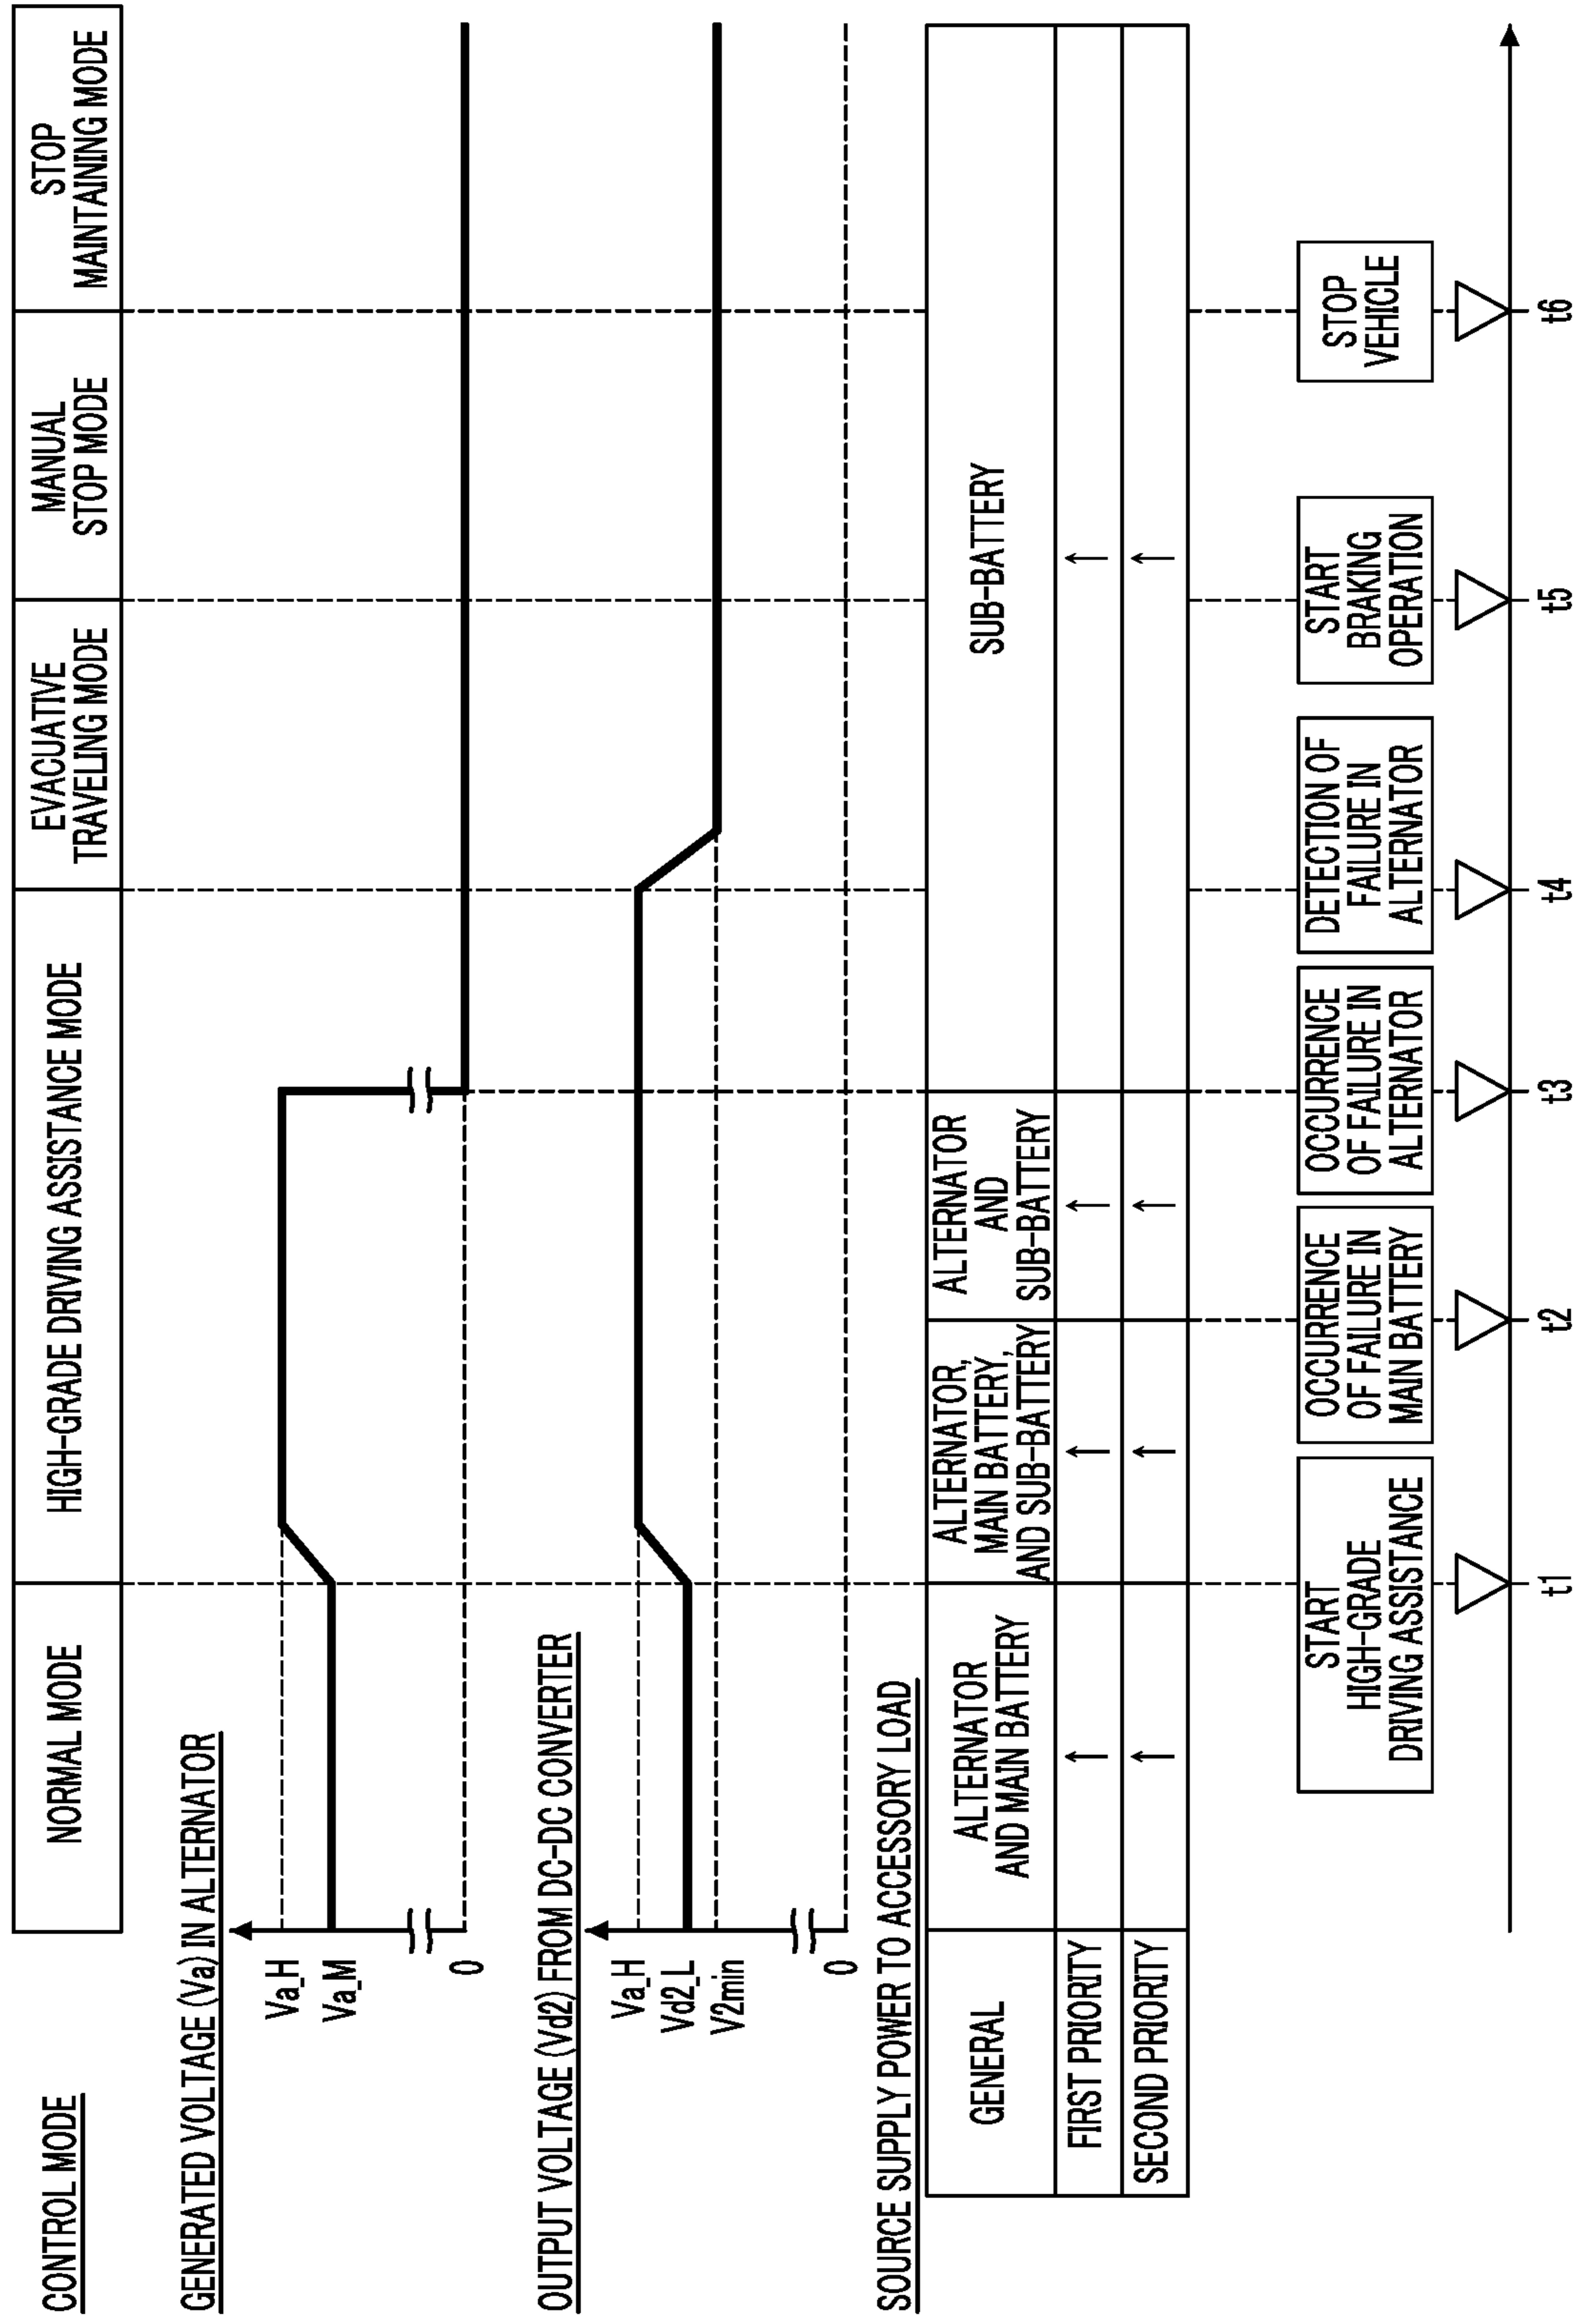 CONTROL MODE
NORMAL MODE
HIGH-GRADE DRIVING ASSISTANCE MODE
EVACUATIVE
TRAVELING MODE
MANUAL
STOP MODE
STOP
MAINTAINING MODE
GENERATED VOLTAGE (Va) IN ALTERNATOR
Va_H
Va_M
0
OUTPUT VOLTAGE (Vd2) FROM DC-DC CONVERTER
Va_H
Vd2_L
V2min
0
SOURCE SUPPLY POWER TO ACCESSORY LOAD
GENERAL
ALTERNATOR
AND MAIN BATTERY
ALTERNATOR,
MAIN BATTERY,
AND SUB-BATTERY
ALTERNATOR
AND
SUB-BATTERY
SUB-BATTERY
FIRST PRIORITY
↑ ↑ ↑ ↑
SECOND PRIORITY
↑ ↑ ↑ ↑
START
HIGH-GRADE
DRIVING ASSISTANCE
OCCURRENCE
OF FAILURE IN
MAIN BATTERY
OCCURRENCE
OF FAILURE IN
ALTERNATOR
DETECTION OF
FAILURE IN
ALTERNATOR
START
BRAKING
OPERATION
STOP
VEHICLE
t1 t2 t3 t4 t5 t6